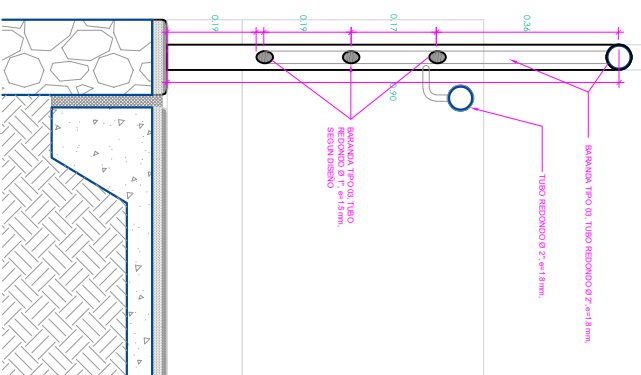 0.19
0.19
0.17
0.36
0.90
BARANDA TIPO 03, TUBO
REDONDO Ø 1", e=1.5 mm,
SEGUN DISEÑO
TUBO REDONDO Ø 2", e=1.8 mm.
BARANDA TIPO 03, TUBO REDONDO Ø 2", e=1.8 mm.